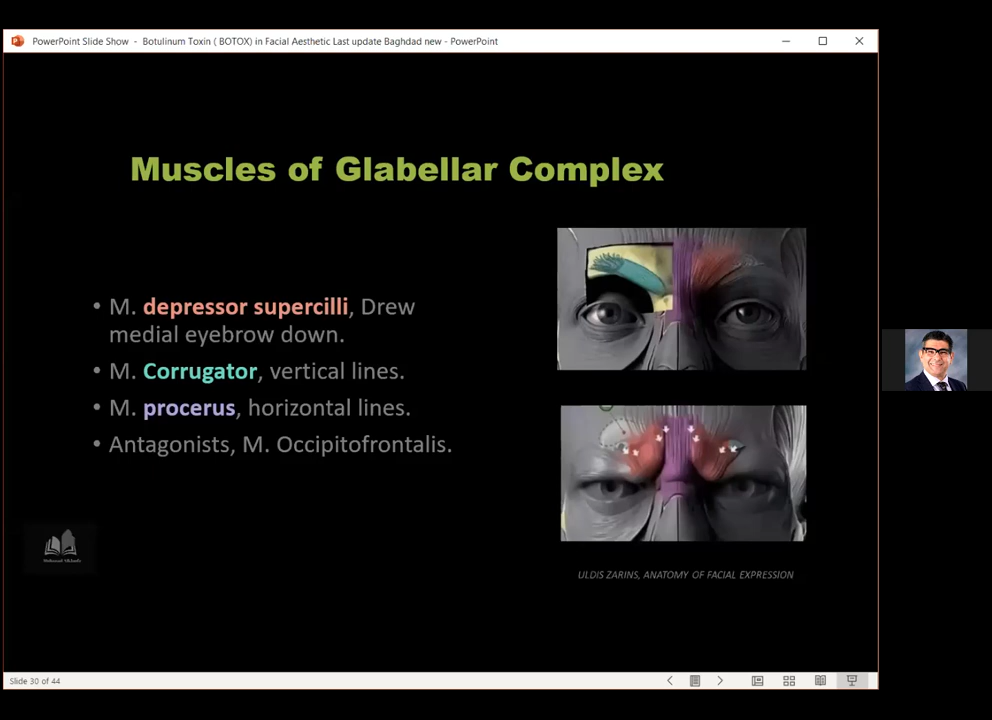 PowerPoint Slide Show - Botulinum Toxin ( BOTOX) in Facial Aesthetic Last update Baghdad new - PowerPoint
Muscles of Glabellar Complex
• M. depressor supercilli, Drew
medial eyebrow down.
• M. Corrugator, vertical lines.
• M. procerus, horizontal lines.
• Antagonists, M. Occipitofrontalis.
ULDIS ZARINS, ANATOMY OF FACIAL EXPRESSION
Slide 30 of 44